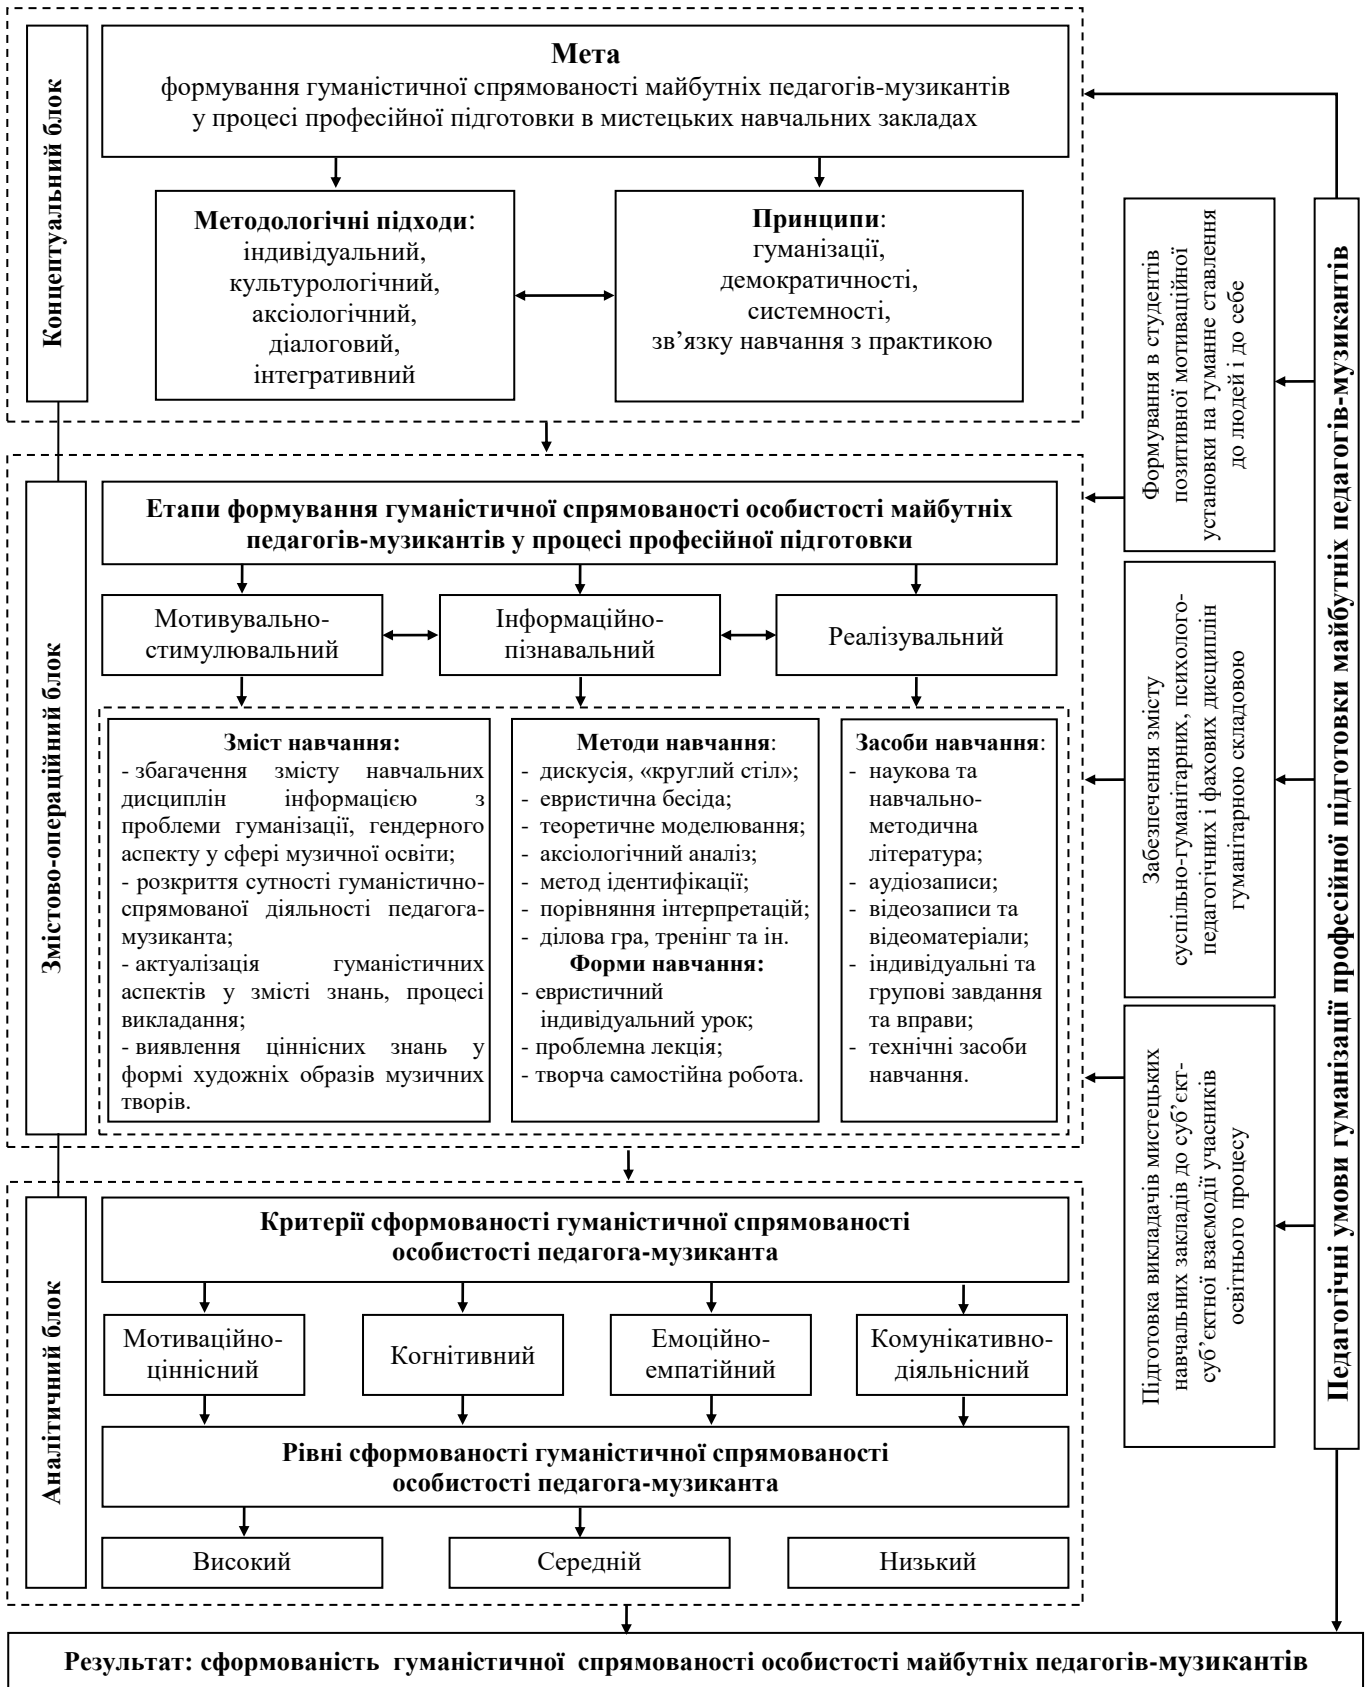 Концептуальний блок
Мета
формування гуманістичної спрямованості майбутніх педагогів-музикантів
у процесі професійної підготовки в мистецьких навчальних закладах
Методологічні підходи:
індивідуальний,
культурологічний,
аксіологічний,
діалоговий,
інтегративний
Принципи:
гуманізації,
демократичності,
системності,
зв’язку навчання з практикою
Змістово-операційний блок
Етапи формування гуманістичної спрямованості особистості майбутніх
педагогів-музикантів у процесі професійної підготовки
Мотивувально-
стимулювальний
Інформаційно-
пізнавальний
Реалізувальний
Зміст навчання:
- збагачення змісту навчальних
дисциплін інформацією з
проблеми гуманізації, гендерного
аспекту у сфері музичної освіти;
- розкриття сутності гуманістично-
спрямованої діяльності педагога-
музиканта;
- актуалізація гуманістичних
аспектів у змісті знань, процесі
викладання;
- виявлення ціннісних знань у
формі художніх образів музичних
творів.
Методи навчання:
- дискусія, «круглий стіл»;
- евристична бесіда;
- теоретичне моделювання;
- аксіологічний аналіз;
- метод ідентифікації;
- порівняння інтерпретацій;
- ділова гра, тренінг та ін.
Форми навчання:
- евристичний
індивідуальний урок;
- проблемна лекція;
- творча самостійна робота.
Засоби навчання:
- наукова та
навчально-
методична
література;
- аудіозаписи;
- відеозаписи та
відеоматеріали;
- індивідуальні та
групові завдання
та вправи;
- технічні засоби
навчання.
Аналітичний блок
Критерії сформованості гуманістичної спрямованості
особистості педагога-музиканта
Мотиваційно-
ціннісний
Когнітивний
Емоційно-
емпатійний
Комунікативно-
діяльнісний
Рівні сформованості гуманістичної спрямованості
особистості педагога-музиканта
Високий
Середній
Низький
Формування в студентів
позитивної мотиваційної
установки на гуманне ставлення
до людей і до себе
Забезпечення змісту
суспільно-гуманітарних, психолого-
педагогічних і фахових дисциплін
гуманітарною складовою
Підготовка викладачів мистецьких
навчальних закладів до суб’єкт-
суб’єктної взаємодії учасників
освітнього процесу
Педагогічні умови гуманізації професійної підготовки майбутніх педагогів-музикантів
Результат: сформованість гуманістичної спрямованості особистості майбутніх педагогів-музикантів